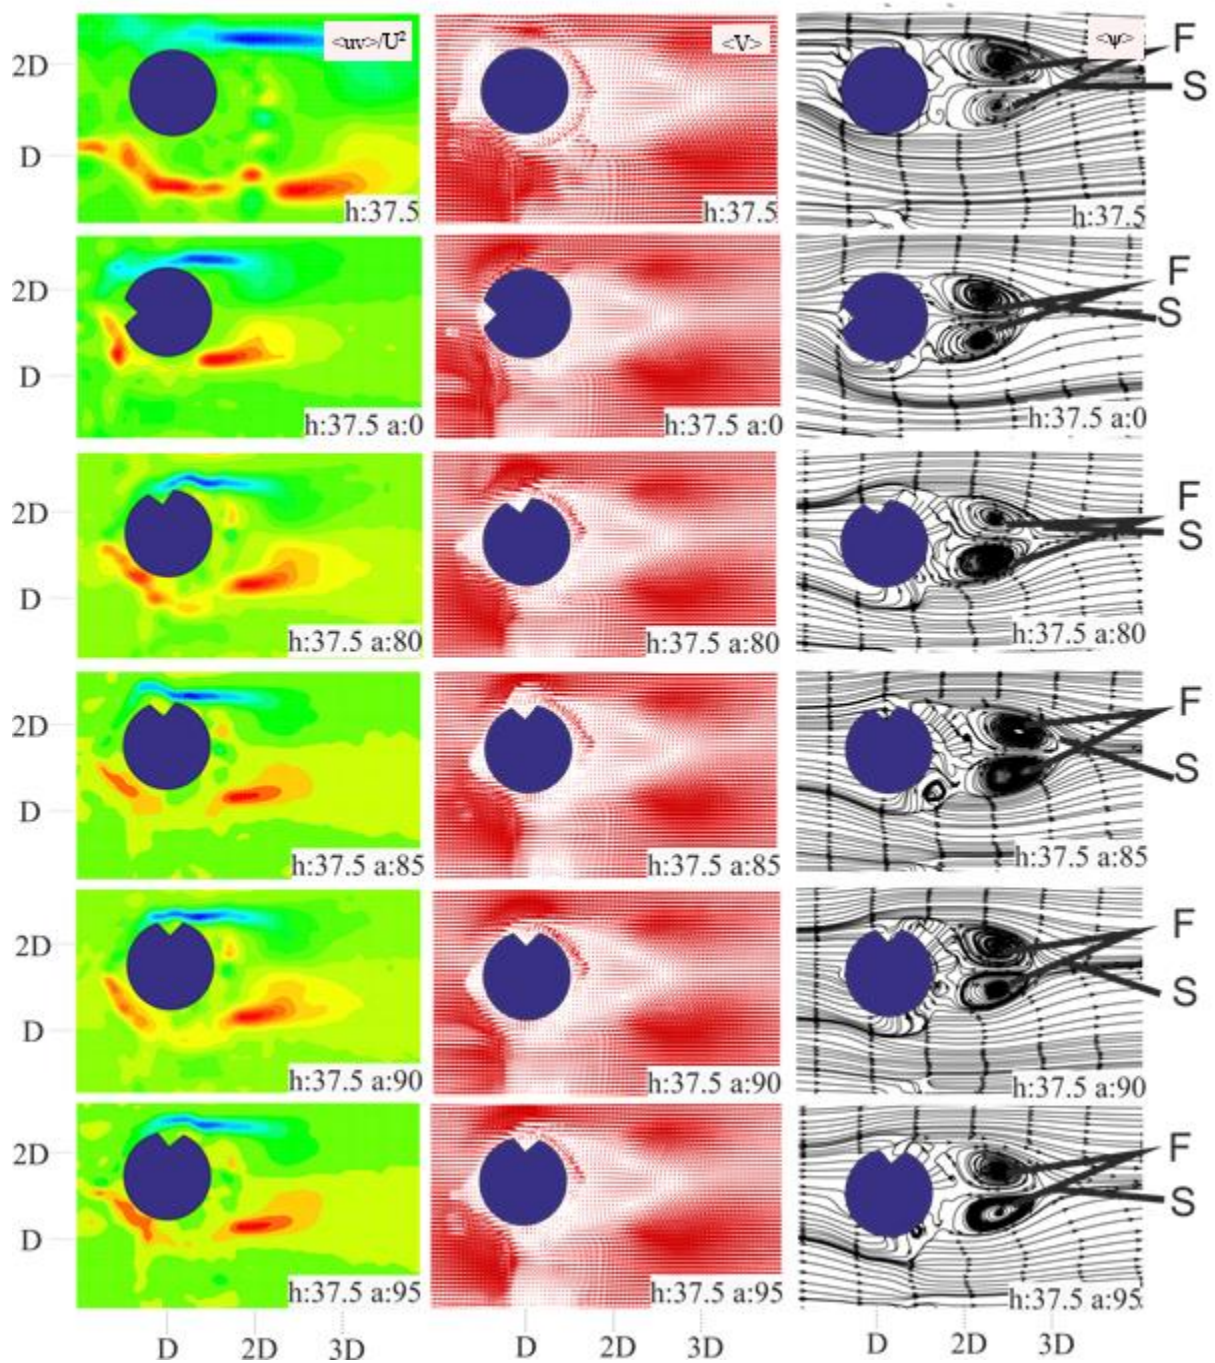 <uv>/U² <V> <ψ> F
2D S
D
h:37.5 h:37.5 h:37.5
2D F
S
D
h:37.5 a:0 h:37.5 a:0 h:37.5 a:0
2D F
S
D
h:37.5 a:80 h:37.5 a:80 h:37.5 a:80
2D F
S
D
h:37.5 a:85 h:37.5 a:85 h:37.5 a:85
2D F
S
D
h:37.5 a:90 h:37.5 a:90 h:37.5 a:90
2D F
S
D
h:37.5 a:95 h:37.5 a:95 h:37.5 a:95
D 2D 3D D 2D 3D D 2D 3D